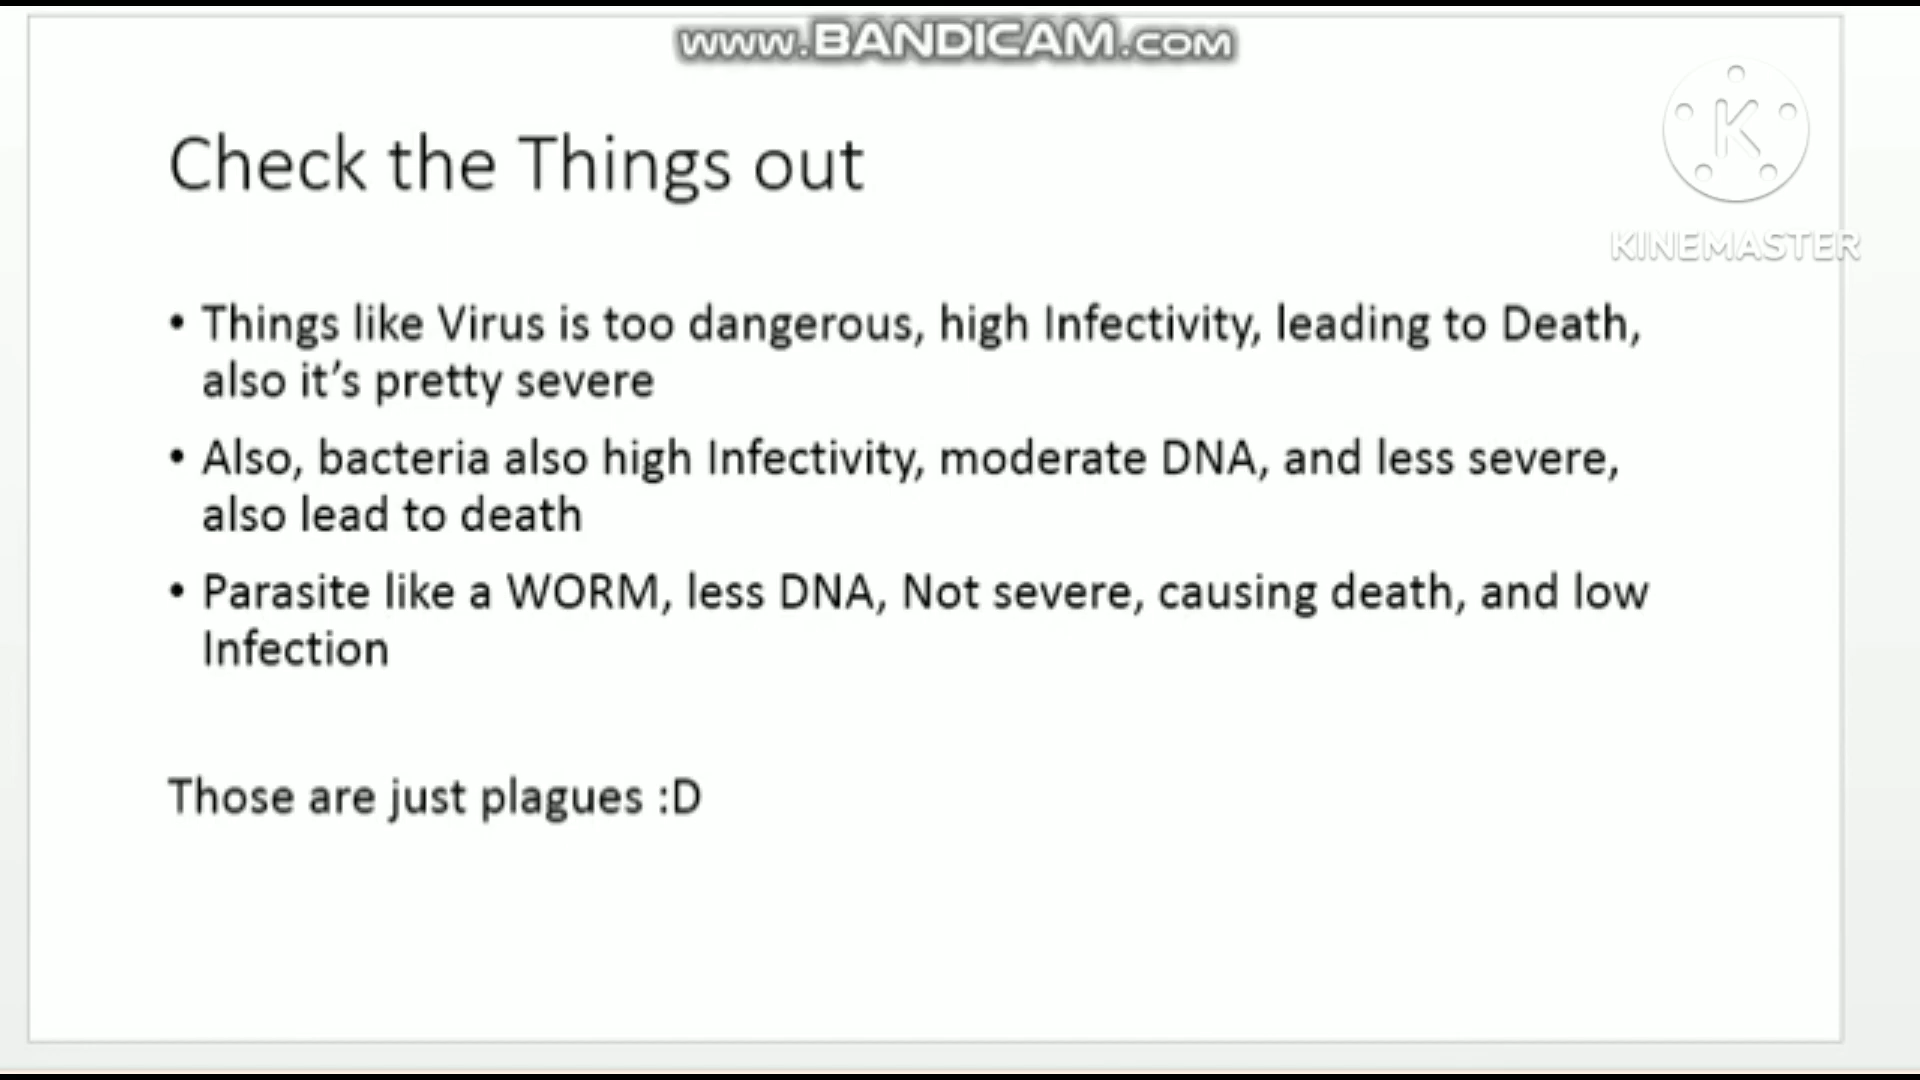 www.BANDICAM.com
K
KINEMASTER
Check the Things out
• Things like Virus is too dangerous, high Infectivity, leading to Death,
also it’s pretty severe
• Also, bacteria also high Infectivity, moderate DNA, and less severe,
also lead to death
• Parasite like a WORM, less DNA, Not severe, causing death, and low
Infection
Those are just plagues :D